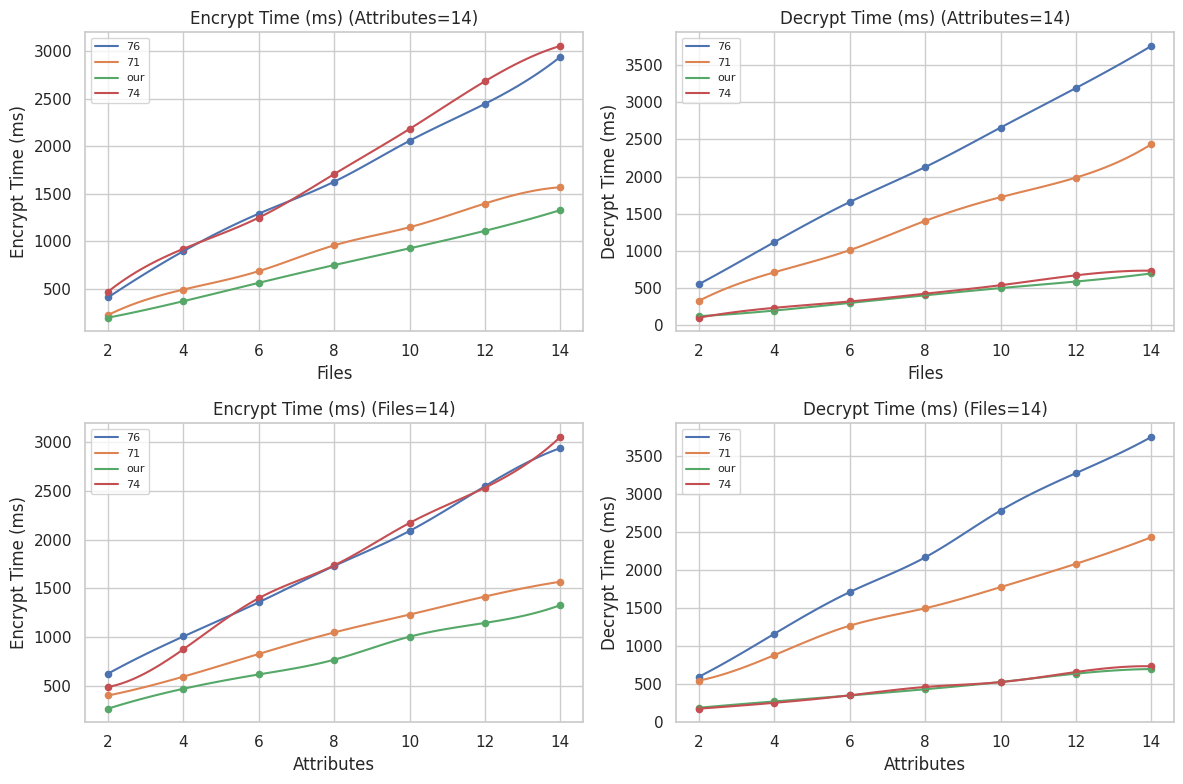 Encrypt Time (ms) (Attributes=14)
Encrypt Time (ms)
3000
2500
2000
1500
1000
500
76
71
our
74
2 4 6 8 10 12 14
Files
Decrypt Time (ms) (Attributes=14)
Decrypt Time (ms)
3500
3000
2500
2000
1500
1000
500
0
76
71
our
74
2 4 6 8 10 12 14
Files
Encrypt Time (ms) (Files=14)
Encrypt Time (ms)
3000
2500
2000
1500
1000
500
76
71
our
74
2 4 6 8 10 12 14
Attributes
Decrypt Time (ms) (Files=14)
Decrypt Time (ms)
3500
3000
2500
2000
1500
1000
500
0
76
71
our
74
2 4 6 8 10 12 14
Attributes